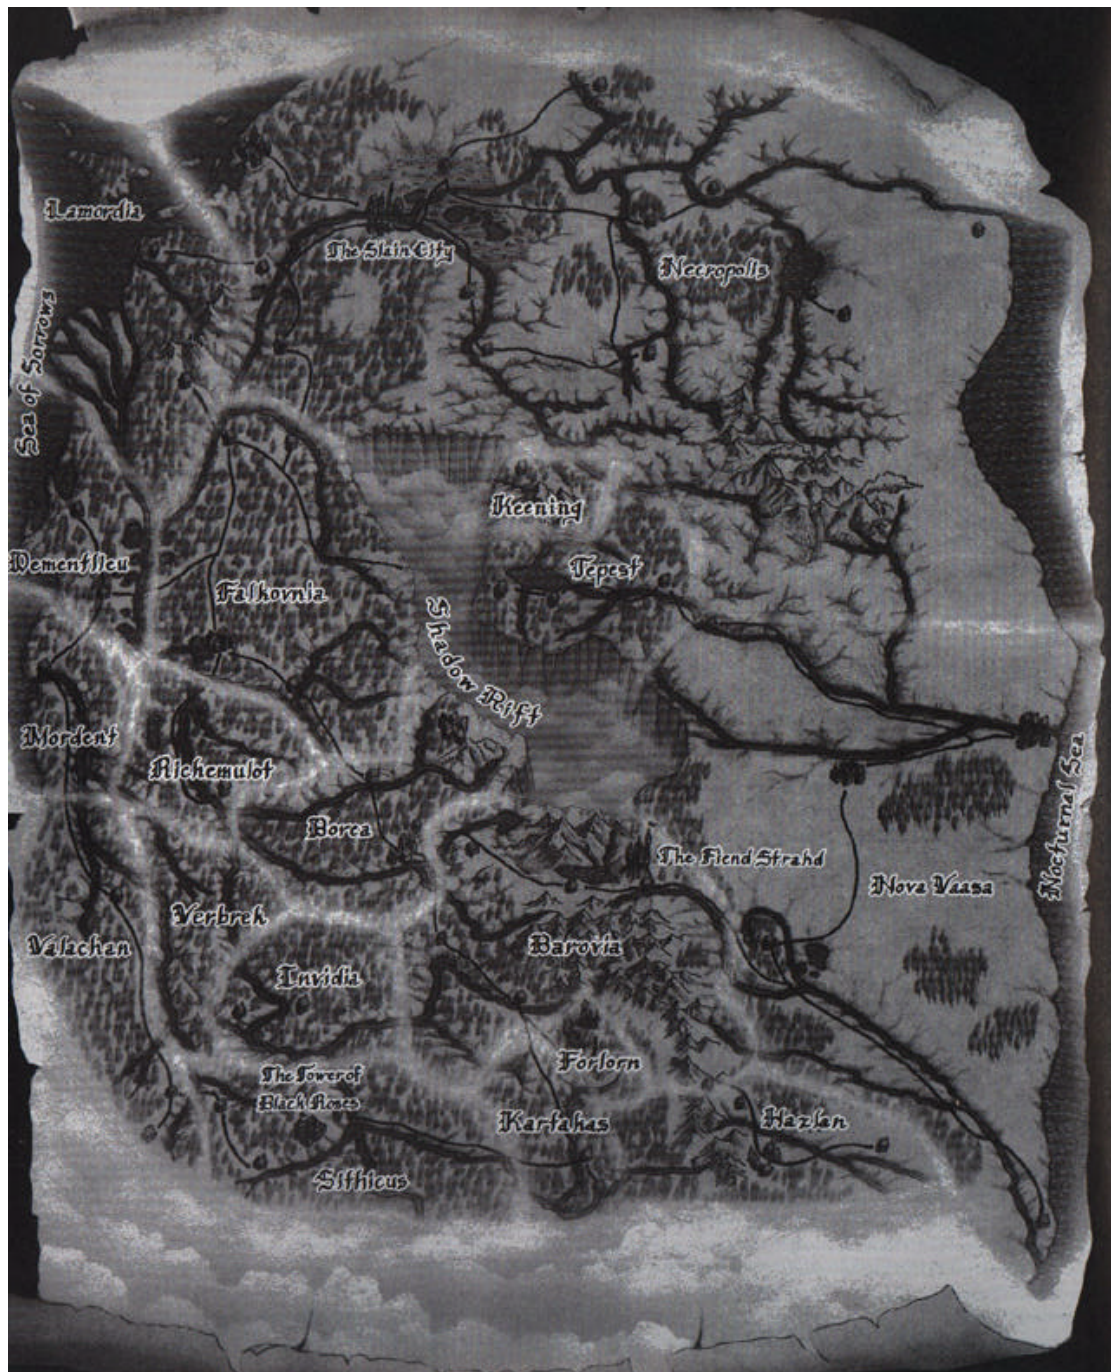 Lamordia
The Slain City
Necropolis
Sea of Sorrows
Keening
Dementlieu
Falkovnia
Tepest
Shadow Rift
Mordent
Richemulot
Borca
The Fiend Strahd
Nova Vaasa
Nocturnal Sea
Verbrek
Valachan
Barovia
Invidia
Forlorn
The Tower of
Black Roses
Kartakas
Hazlan
Sithicus